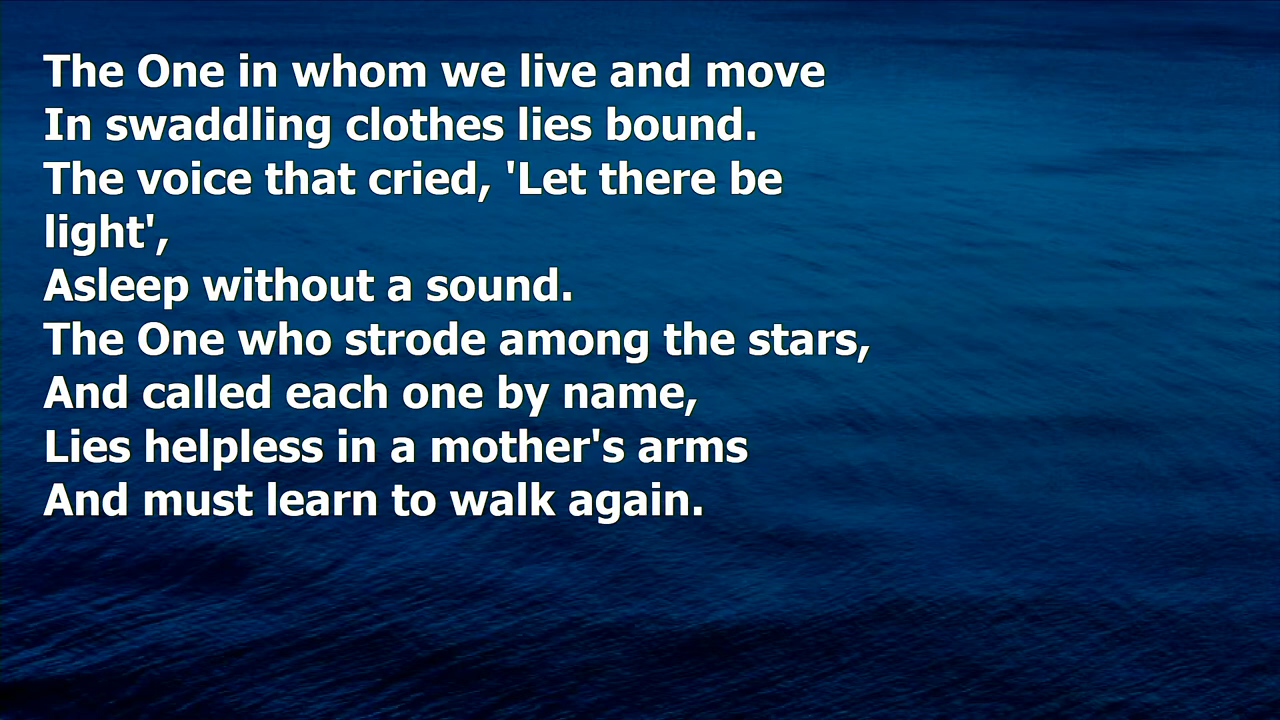 The One in whom we live and move
In swaddling clothes lies bound.
The voice that cried, 'Let there be
light',
Asleep without a sound.
The One who strode among the stars,
And called each one by name,
Lies helpless in a mother's arms
And must learn to walk again.